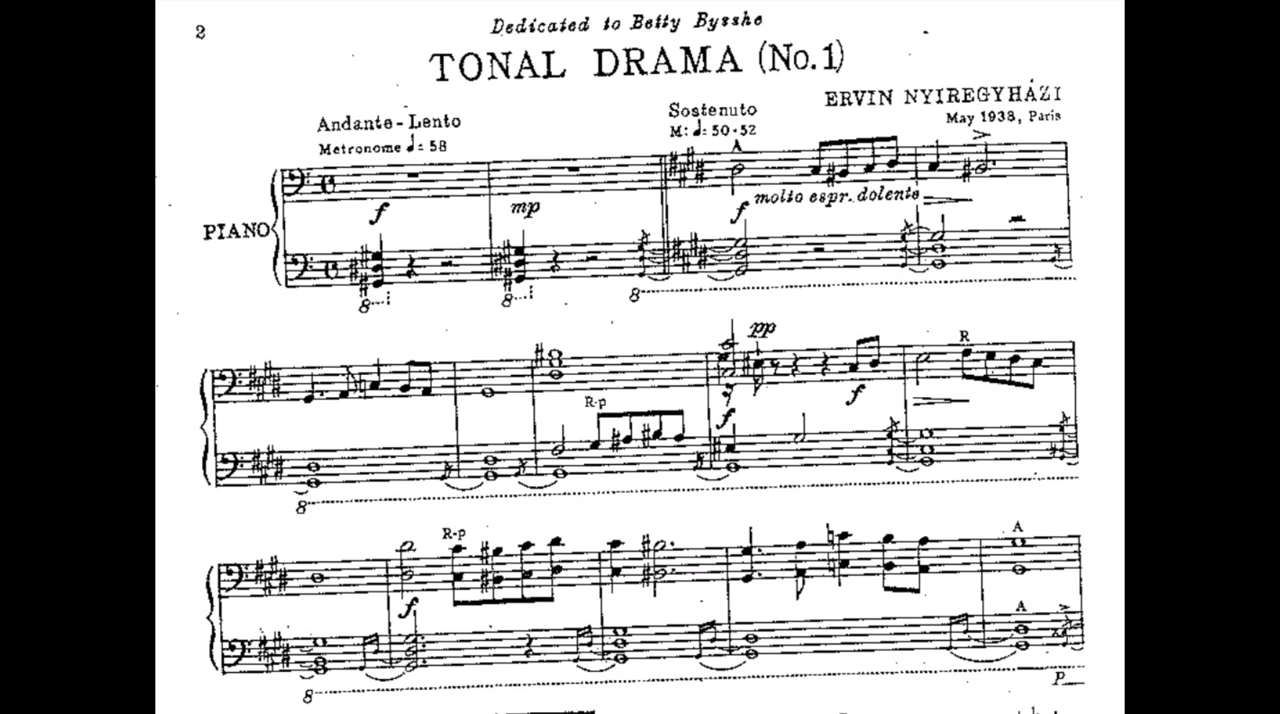 2
Dedicated to Betty Bysshe
TONAL DRAMA (No. 1)
ERVIN NYIREGYHÁZI
May 1938, Paris
Andante - Lento
Metronome ♩= 58
Sostenuto
M: ♩= 50-52
A
PIANO
f
mp
f
molto espr. dolente
8
8
8
pp
R
R-p
f
f
8
R-p
A
f
A
8
P